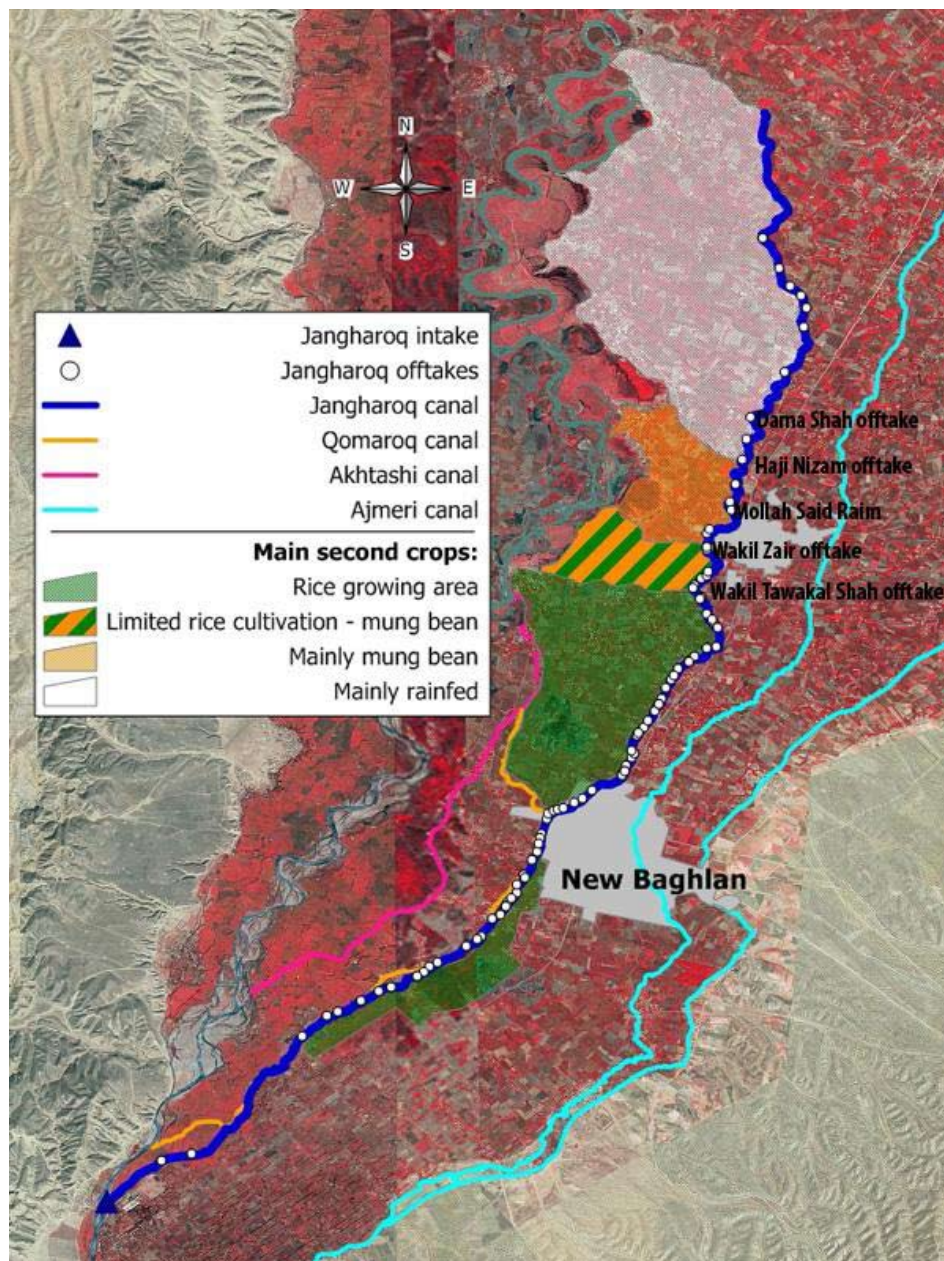 N
W E
S
Jangharoq intake
Jangharoq offtakes
Jangharoq canal
Qomaroq canal
Akhtashi canal
Ajmeri canal
Main second crops:
Rice growing area
Limited rice cultivation - mung bean
Mainly mung bean
Mainly rainfed
Dama Shah offtake
Haji Nizam offtake
Mollah Said Raim
Wakil Zair offtake
Wakil Tawakal Shah offtake
New Baghlan